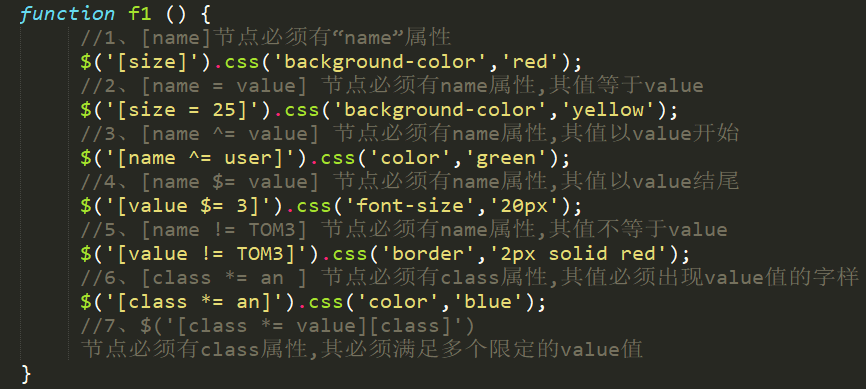 function f1 () {
//1、[name]节点必须有“name”属性
$('[size]').css('background-color','red');
//2、[name = value] 节点必须有name属性,其值等于value
$('[size = 25]').css('background-color','yellow');
//3、[name ^= value] 节点必须有name属性,其值以value开始
$('[name ^= user]').css('color','green');
//4、[name $= value] 节点必须有name属性,其值以value结尾
$('[value $= 3]').css('font-size','20px');
//5、[name != TOM3] 节点必须有name属性,其值不等于value
$('[value != TOM3]').css('border','2px solid red');
//6、[class *= an ] 节点必须有class属性,其值必须出现value值的字样
$('[class *= an]').css('color','blue');
//7、$('[class *= value][class]')
节点必须有class属性,其必须满足多个限定的value值
}